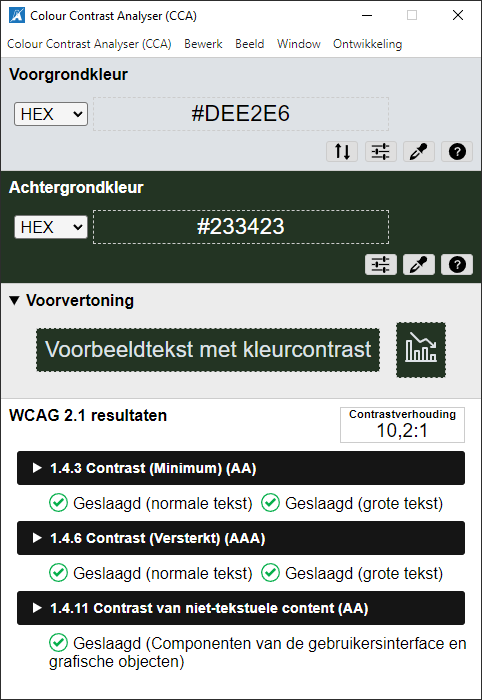 Colour Contrast Analyser (CCA)
Colour Contrast Analyser (CCA) Bewerk Beeld Window Ontwikkeling
Voorgrondkleur
HEX #DEE2E6
?
Achtergrondkleur
HEX #233423
?
Voorvertoning
Voorbeeldtekst met kleurcontrast
WCAG 2.1 resultaten
Contrastverhouding
10,2:1
1.4.3 Contrast (Minimum) (AA)
Geslaagd (normale tekst) Geslaagd (grote tekst)
1.4.6 Contrast (Versterkt) (AAA)
Geslaagd (normale tekst) Geslaagd (grote tekst)
1.4.11 Contrast van niet-tekstuele content (AA)
Geslaagd (Componenten van de gebruikersinterface en
grafische objecten)